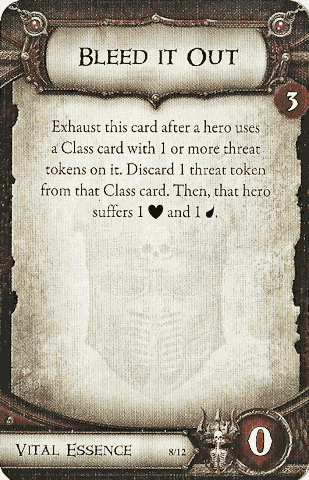 Bleed it Out
3
Exhaust this card after a hero uses
a Class card with 1 or more threat
tokens on it. Discard 1 threat token
from that Class card. Then, that hero
suffers 1 ♥ and 1 .
Vital Essence 8/12 0